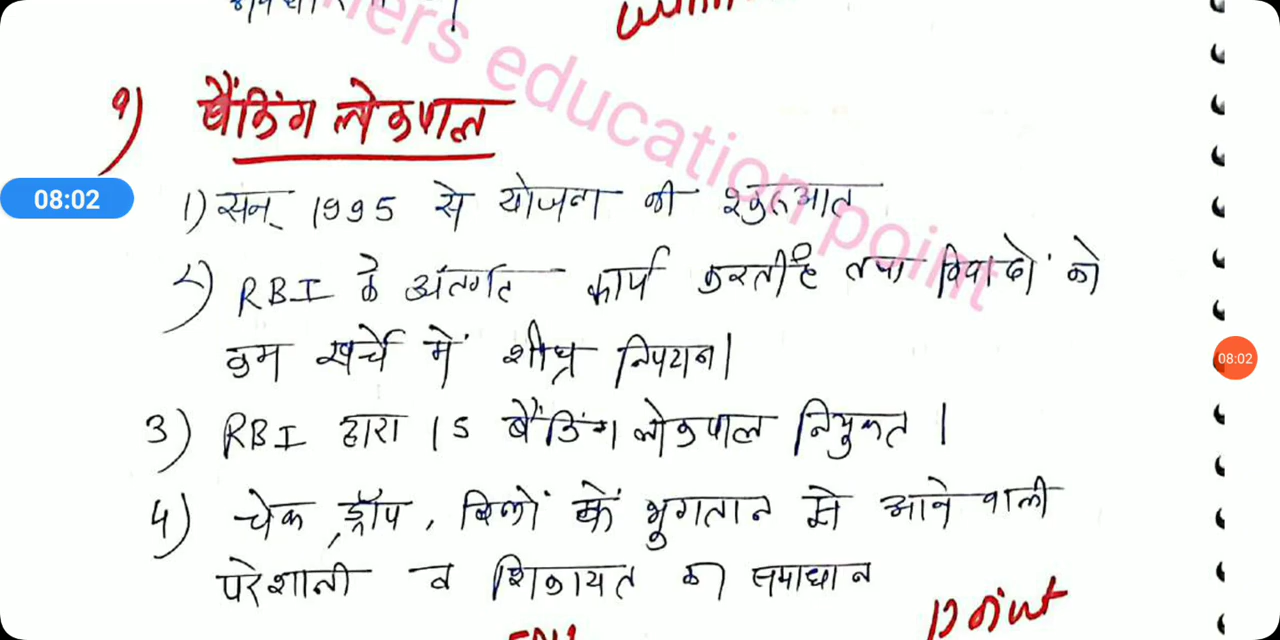 9) बैंकिंग लोकपाल
1) सन् 1995 से योजना की शुरूआत
2) RBI के अंतर्गत कार्य करती है तथा विवादों को
कम खर्चे में शीघ्र निपटान।
3) RBI द्वारा 15 बैंकिंग लोकपाल नियुक्त।
4) चेक, ड्रॉप, बिलों के भुगतान से आने वाली
परेशानी व शिकायत का समाधान
point
education point
08:02
08:02